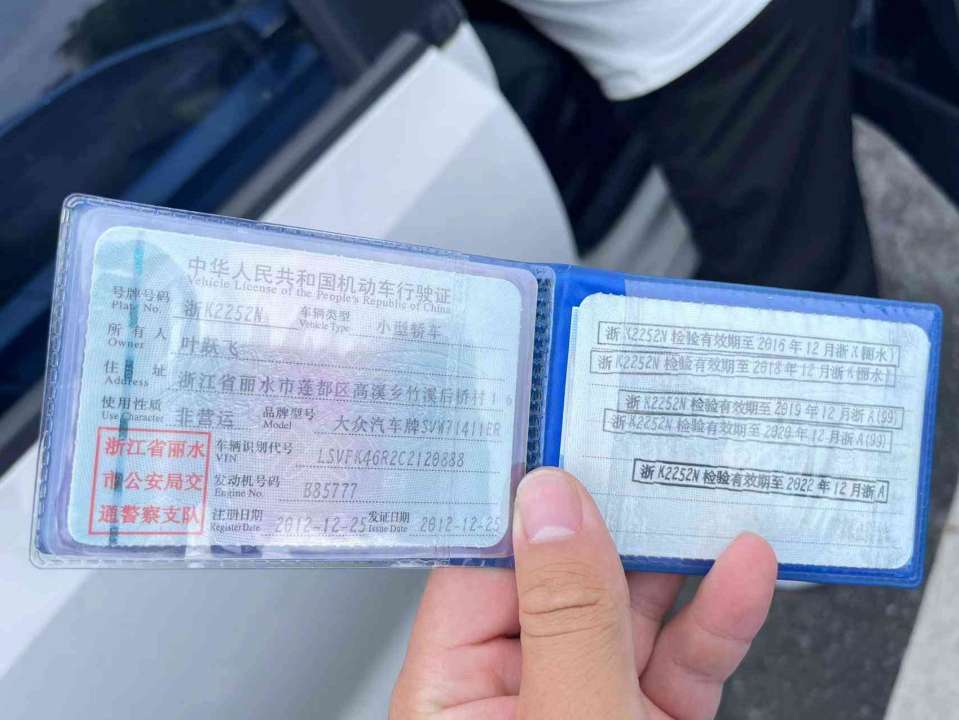 中华人民共和国机动车行驶证
Vehicle License of the People's Republic of China
号牌号码 浙K2252N 车辆类型 小型轿车
Plate No. Vehicle Type
所有人 叶跃飞
Owner
住址 浙江省丽水市莲都区高溪乡竹溪后桥村16
Address
使用性质 非营运 品牌型号 大众汽车牌SVW71411ER
Use Character Model
浙江省丽水
市公安局交
通警察支队
车辆识别代号 LSVFK46R2C2120888
VIN
发动机号码 B85777
Engine No.
注册日期 2012-12-25 发证日期 2012-12-25
Register Date Issue Date
浙K2252N 检验有效期至2016年12月浙K(丽水)
浙K2252N 检验有效期至2018年12月浙K(丽水)
浙K2252N 检验有效期至2019年12月浙A(99)
浙K2252N 检验有效期至2020年12月浙A(99)
浙K2252N 检验有效期至2022年12月浙A